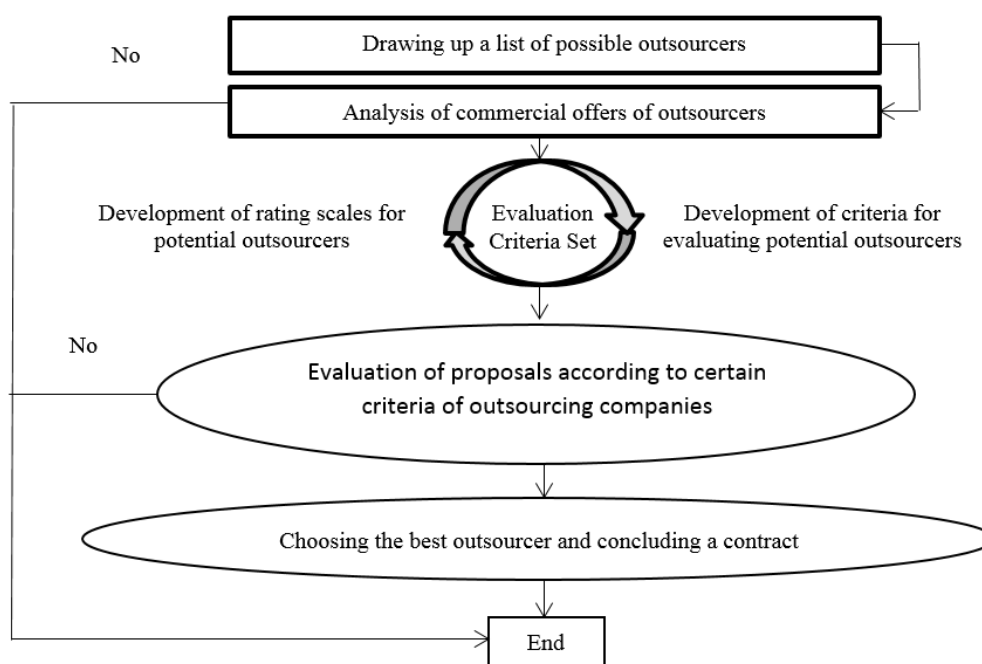 Drawing up a list of possible outsourcers
No
Analysis of commercial offers of outsourcers
Development of rating scales for
potential outsourcers
Evaluation
Criteria Set
Development of criteria for
evaluating potential outsourcers
No
Evaluation of proposals according to certain
criteria of outsourcing companies
Choosing the best outsourcer and concluding a contract
End